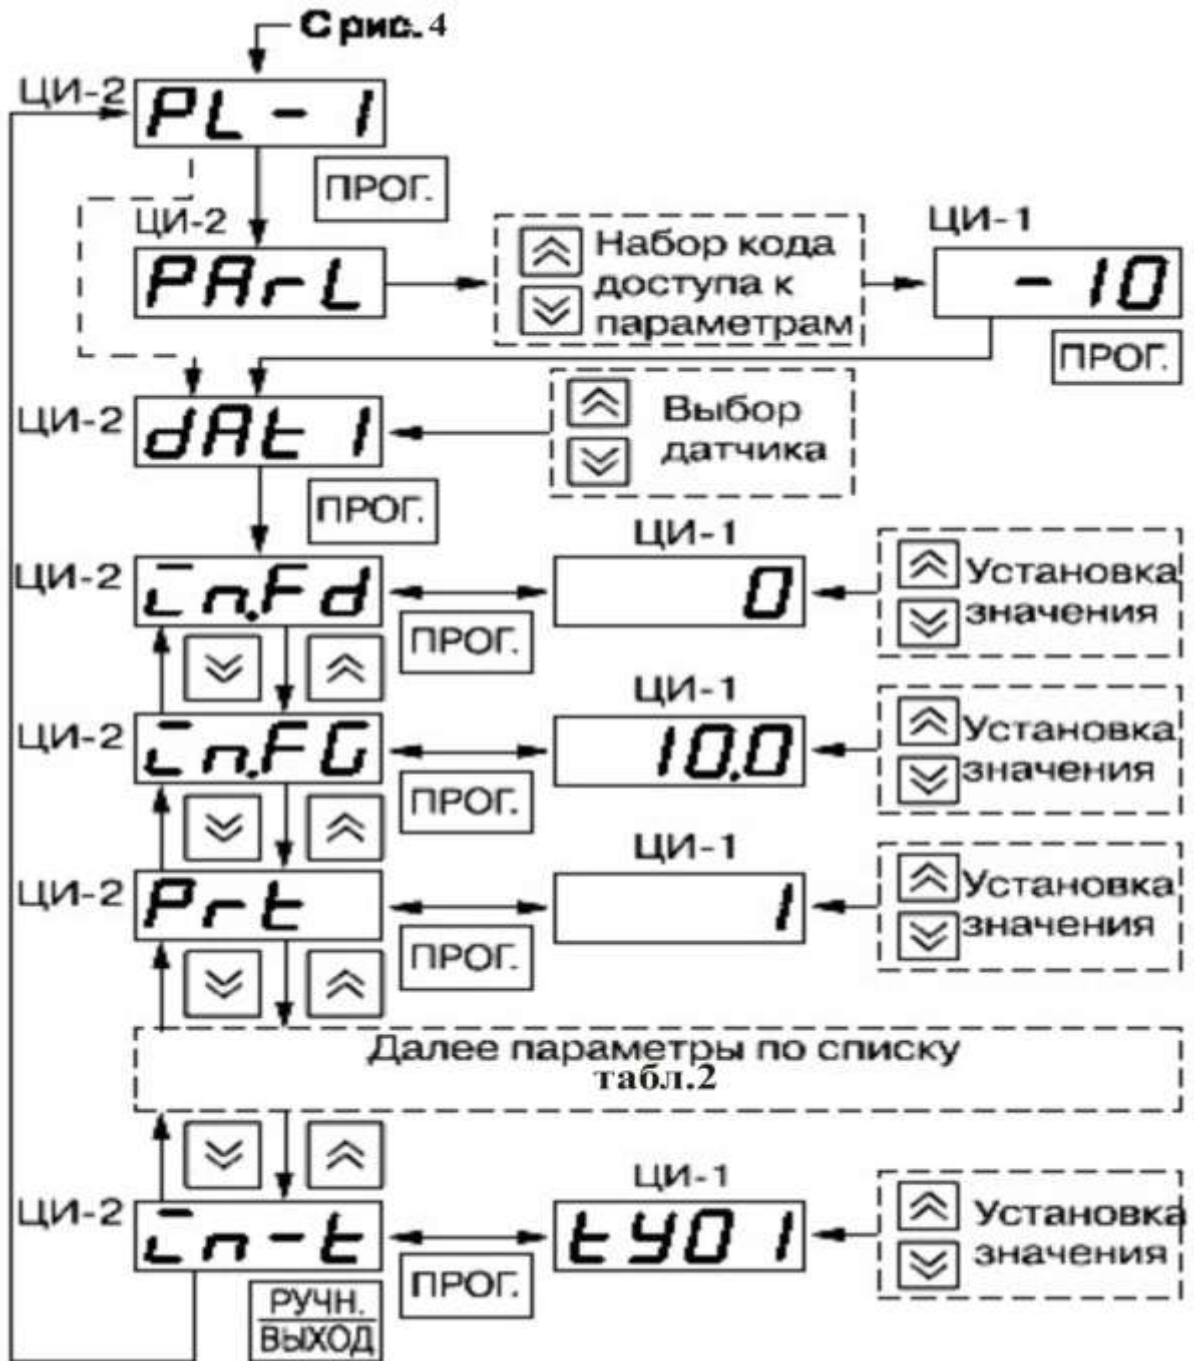 С рис. 4
ЦИ-2
PL - 1
ПРОГ.
ЦИ-2
PArL
Набор кода
доступа к
параметрам
ЦИ-1
-10
ПРОГ.
ЦИ-2
dAt1
Выбор
датчика
ПРОГ.
ЦИ-2
in.Fd
ПРОГ.
ЦИ-1
0
Установка
значения
ЦИ-2
in.FG
ПРОГ.
ЦИ-1
10.0
Установка
значения
ЦИ-2
Prt
ПРОГ.
ЦИ-1
1
Установка
значения
Далее параметры по списку
табл.2
ЦИ-2
in-t
ПРОГ.
ЦИ-1
ty01
Установка
значения
РУЧН.
ВЫХОД